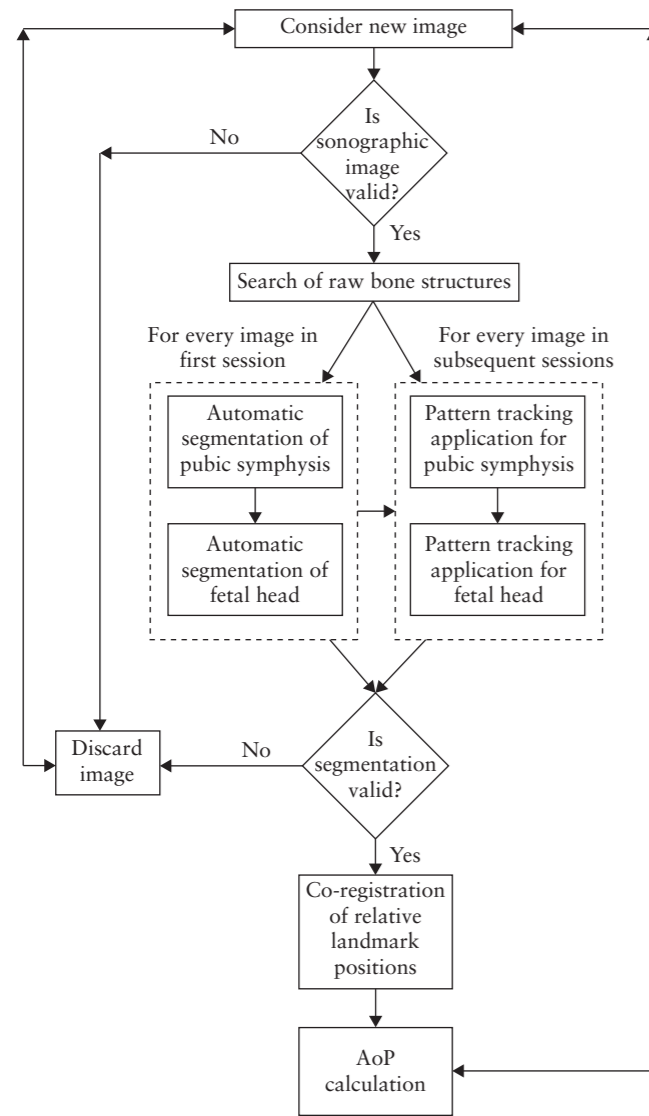 Consider new image
Is
sonographic
image
valid?
No
Yes
Search of raw bone structures
For every image in
first session
For every image in
subsequent sessions
Automatic
segmentation of
pubic symphysis
Pattern tracking
application for
pubic symphysis
Automatic
segmentation of
fetal head
Pattern tracking
application for
fetal head
Is
segmentation
valid?
No
Discard
image
Yes
Co-registration
of relative
landmark
positions
AoP
calculation